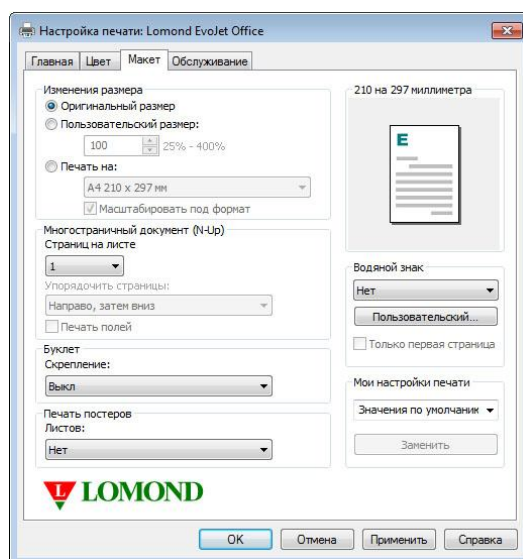 Настройка печати: Lomond EvoJet Office
Главная Цвет Макет Обслуживание
Изменения размера
Оригинальный размер
Пользовательский размер:
100 25% - 400%
Печать на:
A4 210 x 297 мм
Масштабировать под формат
Многостраничный документ (N-Up)
Страниц на листе
1
Упорядочить страницы:
Направо, затем вниз
Печать полей
Буклет
Скрепление:
Выкл
Печать постеров
Листов:
Нет
210 на 297 миллиметра
E
Водяной знак
Нет
Пользовательский...
Только первая страница
Мои настройки печати
Значения по умолчанию
Заменить
L LOMOND
OK Отмена Применить Справка